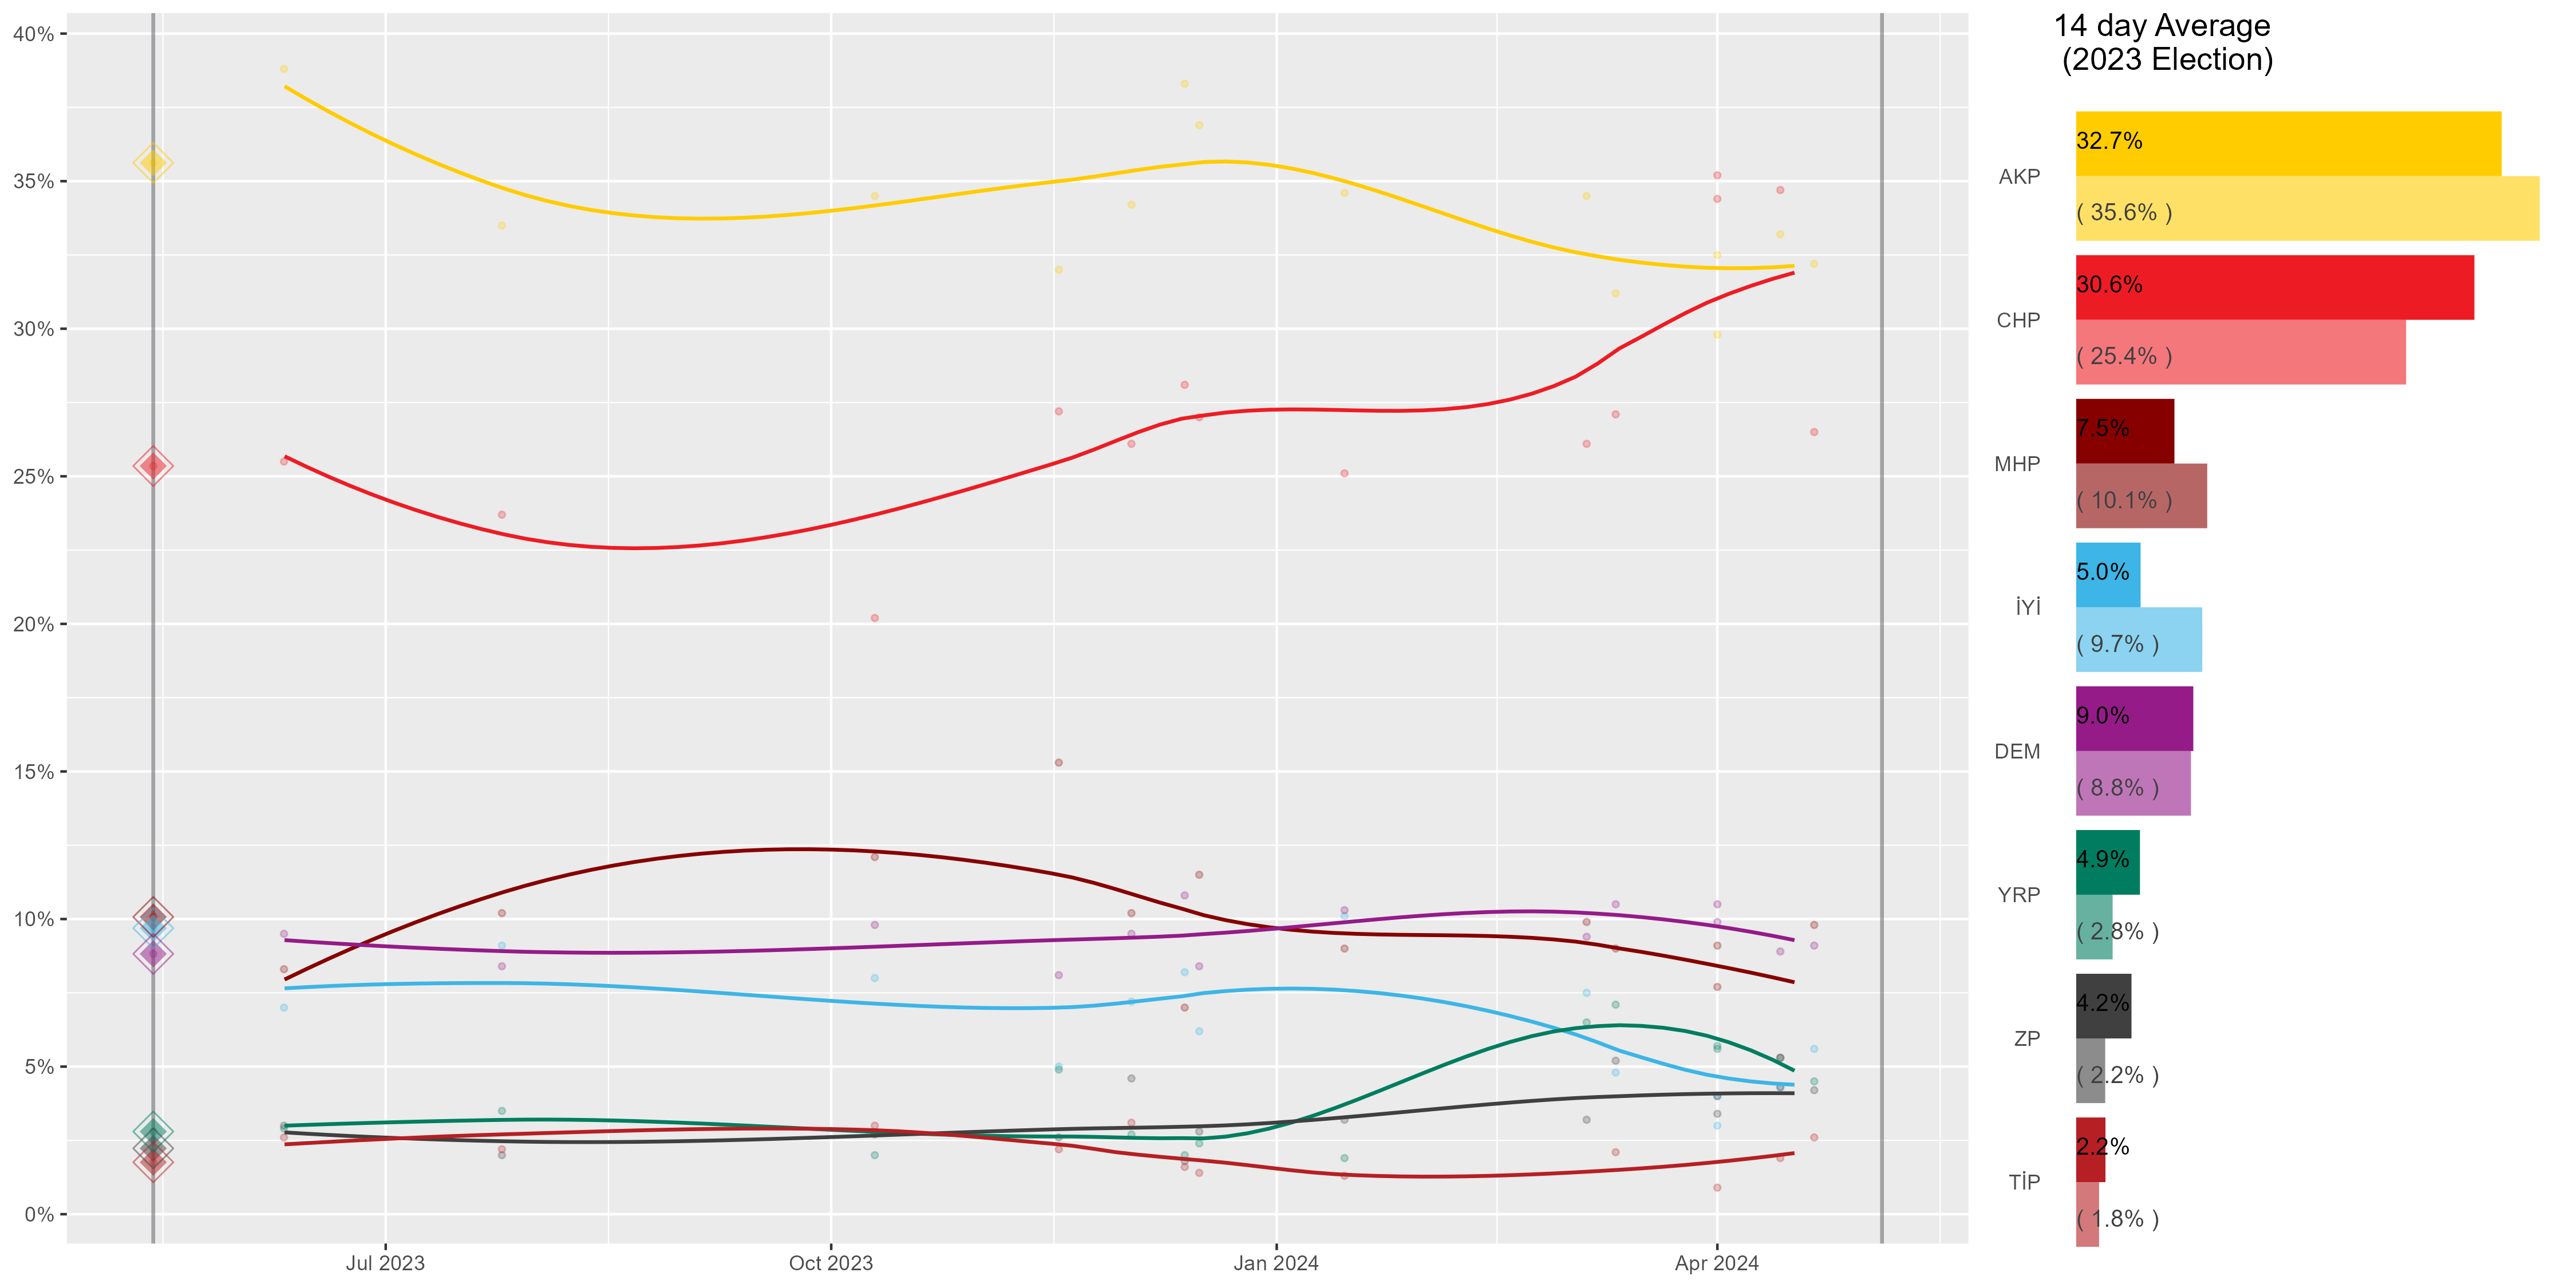 40%
35%
30%
25%
20%
15%
10%
5%
0%
Jul 2023
Oct 2023
Jan 2024
Apr 2024
14 day Average
(2023 Election)
AKP
32.7%
( 35.6% )
CHP
30.6%
( 25.4% )
MHP
7.5%
( 10.1% )
İYİ
5.0%
( 9.7% )
DEM
9.0%
( 8.8% )
YRP
4.9%
( 2.8% )
ZP
4.2%
( 2.2% )
TİP
2.2%
( 1.8% )